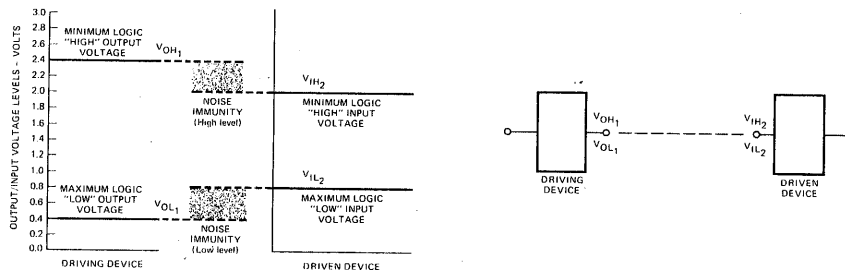 OUTPUT/INPUT VOLTAGE LEVELS - VOLTS
3.0
2.8
2.6
2.4
2.2
2.0
1.8
1.6
1.4
1.2
1.0
0.8
0.6
0.4
0.2
0.0
MINIMUM LOGIC
"HIGH" OUTPUT
VOLTAGE
VOH1
NOISE
IMMUNITY
(High level)
VIH2
MINIMUM LOGIC
"HIGH" INPUT
VOLTAGE
MAXIMUM LOGIC
"LOW" OUTPUT
VOLTAGE
VOL1
NOISE
IMMUNITY
(Low level)
VIL2
MAXIMUM LOGIC
"LOW" INPUT
VOLTAGE
DRIVING DEVICE
DRIVEN DEVICE
VOH1
VOL1
DRIVING
DEVICE
VIH2
VIL2
DRIVEN
DEVICE